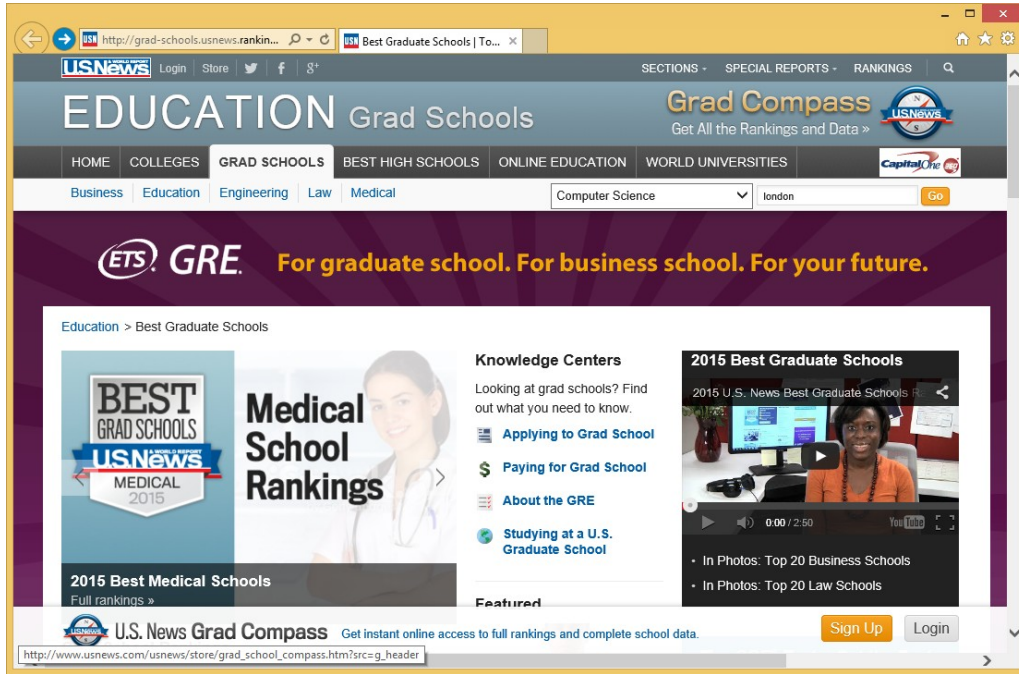 http://grad-schools.usnews.rankin...
Best Graduate Schools | To...
U.S.News & WORLD REPORT Login Store f g+ SECTIONS SPECIAL REPORTS RANKINGS
EDUCATION Grad Schools
Grad Compass
Get All the Rankings and Data »
N
USNews
S
HOME COLLEGES GRAD SCHOOLS BEST HIGH SCHOOLS ONLINE EDUCATION WORLD UNIVERSITIES
CapitalOne
Business Education Engineering Law Medical Computer Science london Go
ETS GRE. For graduate school. For business school. For your future.
Education > Best Graduate Schools
BEST
GRAD SCHOOLS
U.S.News
MEDICAL
2015
Medical
School
Rankings
2015 Best Medical Schools
Full rankings »
Knowledge Centers
Looking at grad schools? Find
out what you need to know.
Applying to Grad School
Paying for Grad School
About the GRE
Studying at a U.S.
Graduate School
Featured
2015 Best Graduate Schools
2015 U.S. News Best Graduate Schools R...
0:00 / 2:50 YouTube
• In Photos: Top 20 Business Schools
• In Photos: Top 20 Law Schools
USNews U.S. News Grad Compass Get instant online access to full rankings and complete school data. Sign Up Login
http://www.usnews.com/usnews/store/grad_school_compass.htm?src=g_header